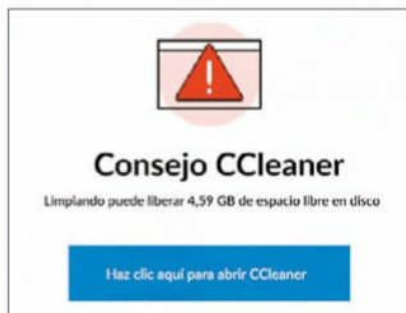 Consejo CCleaner
Limpiando puede liberar 4,59 GB de espacio libre en disco
Haz clic aquí para abrir CCleaner